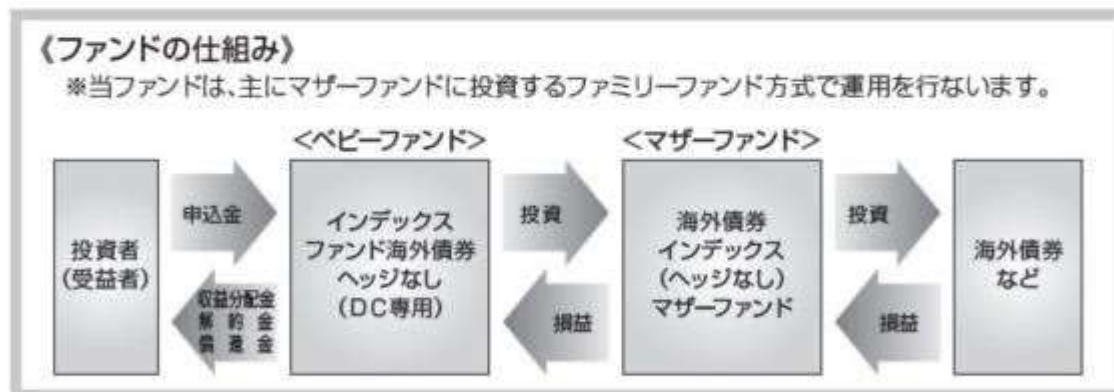 《ファンドの仕組み》
※当ファンドは、主にマザーファンドに投資するファミリーファンド方式で運用を行ないます。
<ベビーファンド>
<マザーファンド>
投資者
(受益者)
申込金
収益分配金
解約金
償還金
インデックス
ファンド海外債券
ヘッジなし
(DC専用)
投資
損益
海外債券
インデックス
(ヘッジなし)
マザーファンド
投資
損益
海外債券
など